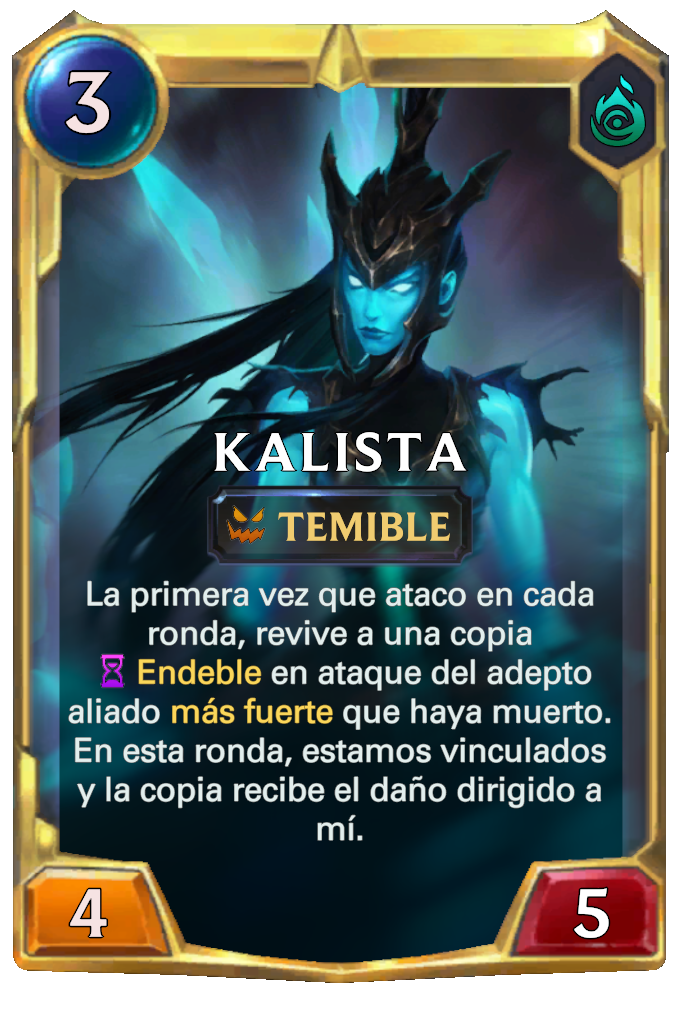 3
KALISTA
TEMIBLE
La primera vez que ataco en cada
ronda, revive a una copia
Endeble en ataque del adepto
aliado más fuerte que haya muerto.
En esta ronda, estamos vinculados
y la copia recibe el daño dirigido a
mí.
4
5